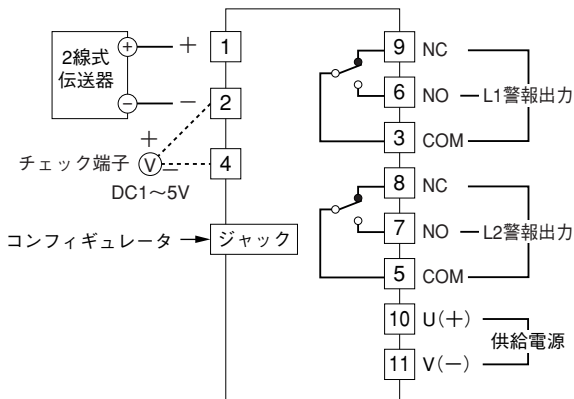 2線式
伝送器
+ + 1
− − 2
+
チェック端子 V − 4
DC1〜5V
コンフィギュレータ ジャック
9 NC
6 NO L1警報出力
3 COM
8 NC
7 NO L2警報出力
5 COM
10 U(+)
供給電源
11 V(−)